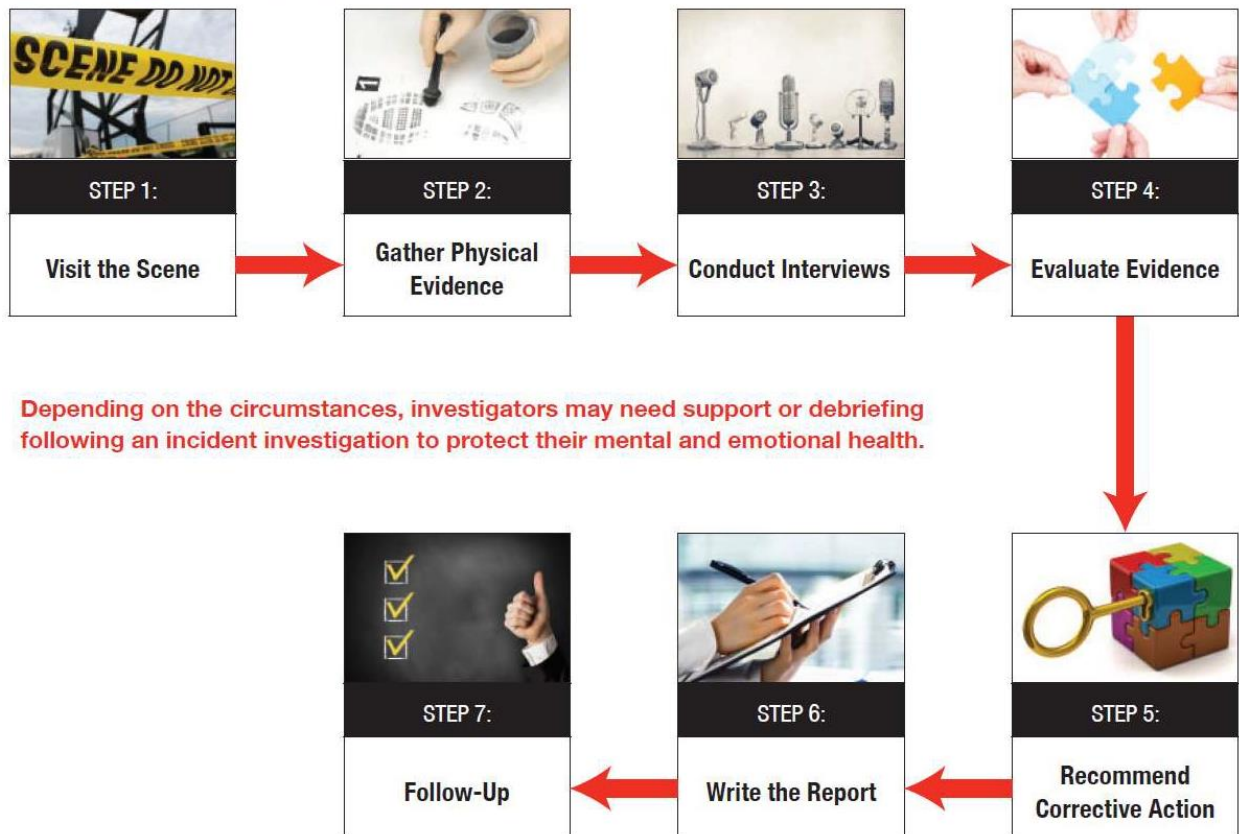 SCENE DO NOT
STEP 1:
Visit the Scene
STEP 2:
Gather Physical
Evidence
STEP 3:
Conduct Interviews
STEP 4:
Evaluate Evidence
Depending on the circumstances, investigators may need support or debriefing
following an incident investigation to protect their mental and emotional health.
STEP 5:
Recommend
Corrective Action
STEP 6:
Write the Report
STEP 7:
Follow-Up